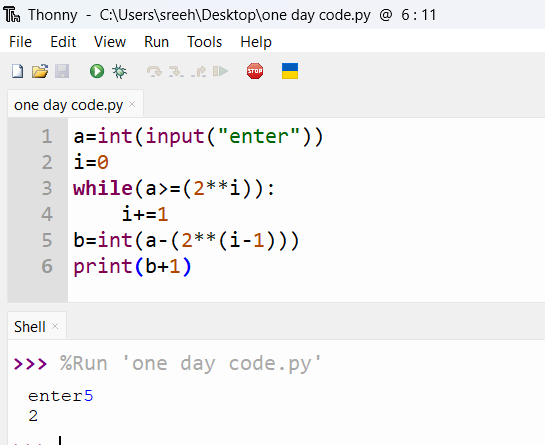 Thonny - C:\Users\sreeh\Desktop\one day code.py @ 6 : 11
File Edit View Run Tools Help
STOP
one day code.py ×
1 a=int(input("enter"))
2 i=0
3 while(a>=(2**i)):
4     i+=1
5 b=int(a-(2**(i-1)))
6 print(b+1)
Shell ×
>>> %Run 'one day code.py'
enter5
2
>>>